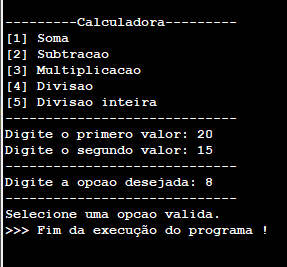 ---------Calculadora---------
[1] Soma
[2] Subtracao
[3] Multiplicacao
[4] Divisao
[5] Divisao inteira
-----------------------------
Digite o primero valor: 20
Digite o segundo valor: 15
-----------------------------
Digite a opcao desejada: 8
-----------------------------
Selecione uma opcao valida.
>>> Fim da execução do programa !